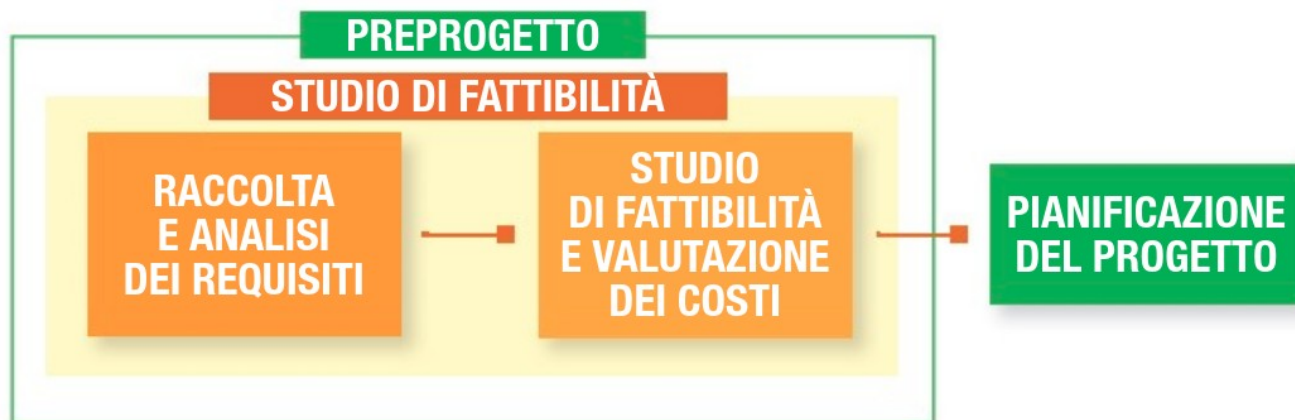 PREPROGETTO
STUDIO DI FATTIBILITÀ
RACCOLTA
E ANALISI
DEI REQUISITI
STUDIO
DI FATTIBILITÀ
E VALUTAZIONE
DEI COSTI
PIANIFICAZIONE
DEL PROGETTO